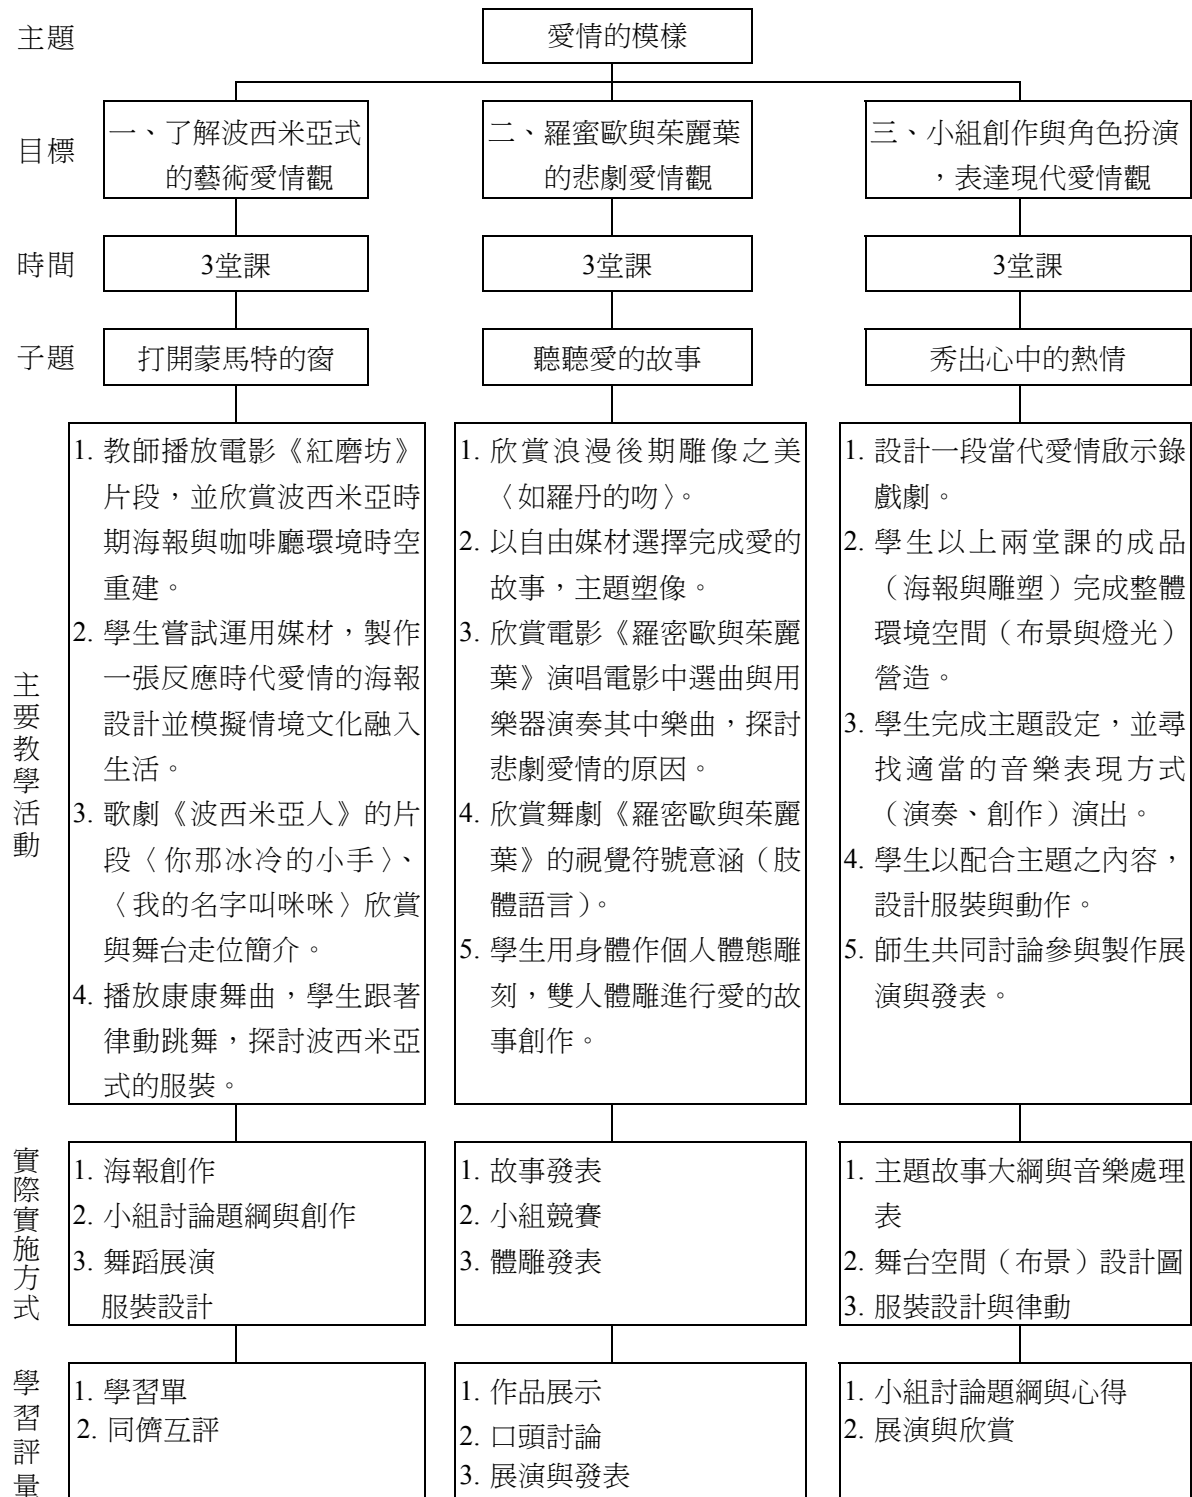 主題
愛情的模樣
目標
一、了解波西米亞式
的藝術愛情觀
二、羅蜜歐與茱麗葉
的悲劇愛情觀
三、小組創作與角色扮演
，表達現代愛情觀
時間
3堂課
3堂課
3堂課
子題
打開蒙馬特的窗
聽聽愛的故事
秀出心中的熱情
主要教學活動
1. 教師播放電影《紅磨坊》
片段，並欣賞波西米亞時
期海報與咖啡廳環境時空
重建。
2. 學生嘗試運用媒材，製作
一張反應時代愛情的海報
設計並模擬情境文化融入
生活。
3. 歌劇《波西米亞人》的片
段〈你那冰冷的小手〉、
〈我的名字叫咪咪〉欣賞
與舞台走位簡介。
4. 播放康康舞曲，學生跟著
律動跳舞，探討波西米亞
式的服裝。
1. 欣賞浪漫後期雕像之美
〈如羅丹的吻〉。
2. 以自由媒材選擇完成愛的
故事，主題塑像。
3. 欣賞電影《羅密歐與茱麗
葉》演唱電影中選曲與用
樂器演奏其中樂曲，探討
悲劇愛情的原因。
4. 欣賞舞劇《羅密歐與茱麗
葉》的視覺符號意涵（肢
體語言）。
5. 學生用身體作個人體態雕
刻，雙人體雕進行愛的故
事創作。
1. 設計一段當代愛情啟示錄
戲劇。
2. 學生以上兩堂課的成品
（海報與雕塑）完成整體
環境空間（布景與燈光）
營造。
3. 學生完成主題設定，並尋
找適當的音樂表現方式
（演奏、創作）演出。
4. 學生以配合主題之內容，
設計服裝與動作。
5. 師生共同討論參與製作展
演與發表。
實際實施方式
1. 海報創作
2. 小組討論題綱與創作
3. 舞蹈展演
服裝設計
1. 故事發表
2. 小組競賽
3. 體雕發表
1. 主題故事大綱與音樂處理
表
2. 舞台空間（布景）設計圖
3. 服裝設計與律動
學習評量
1. 學習單
2. 同儕互評
1. 作品展示
2. 口頭討論
3. 展演與發表
1. 小組討論題綱與心得
2. 展演與欣賞